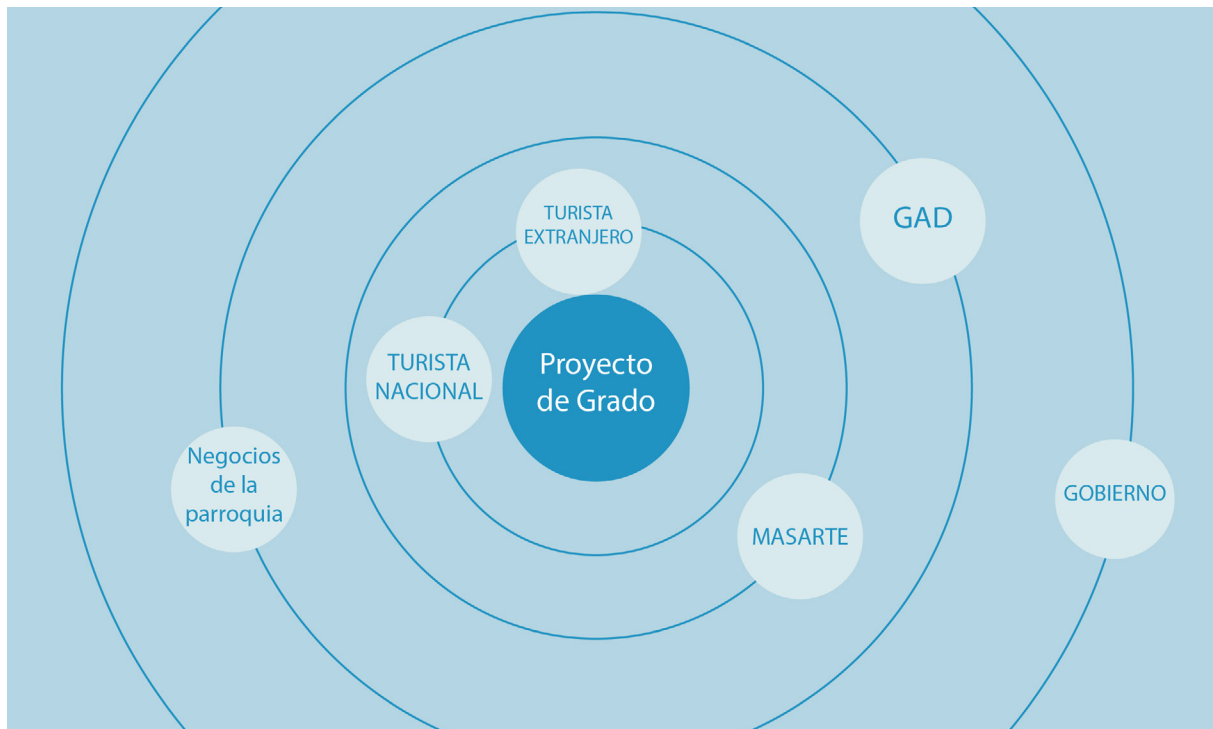 TURISTA
EXTRANJERO
GAD
TURISTA
NACIONAL
Proyecto
de Grado
Negocios
de la
parroquia
MASARTE
GOBIERNO